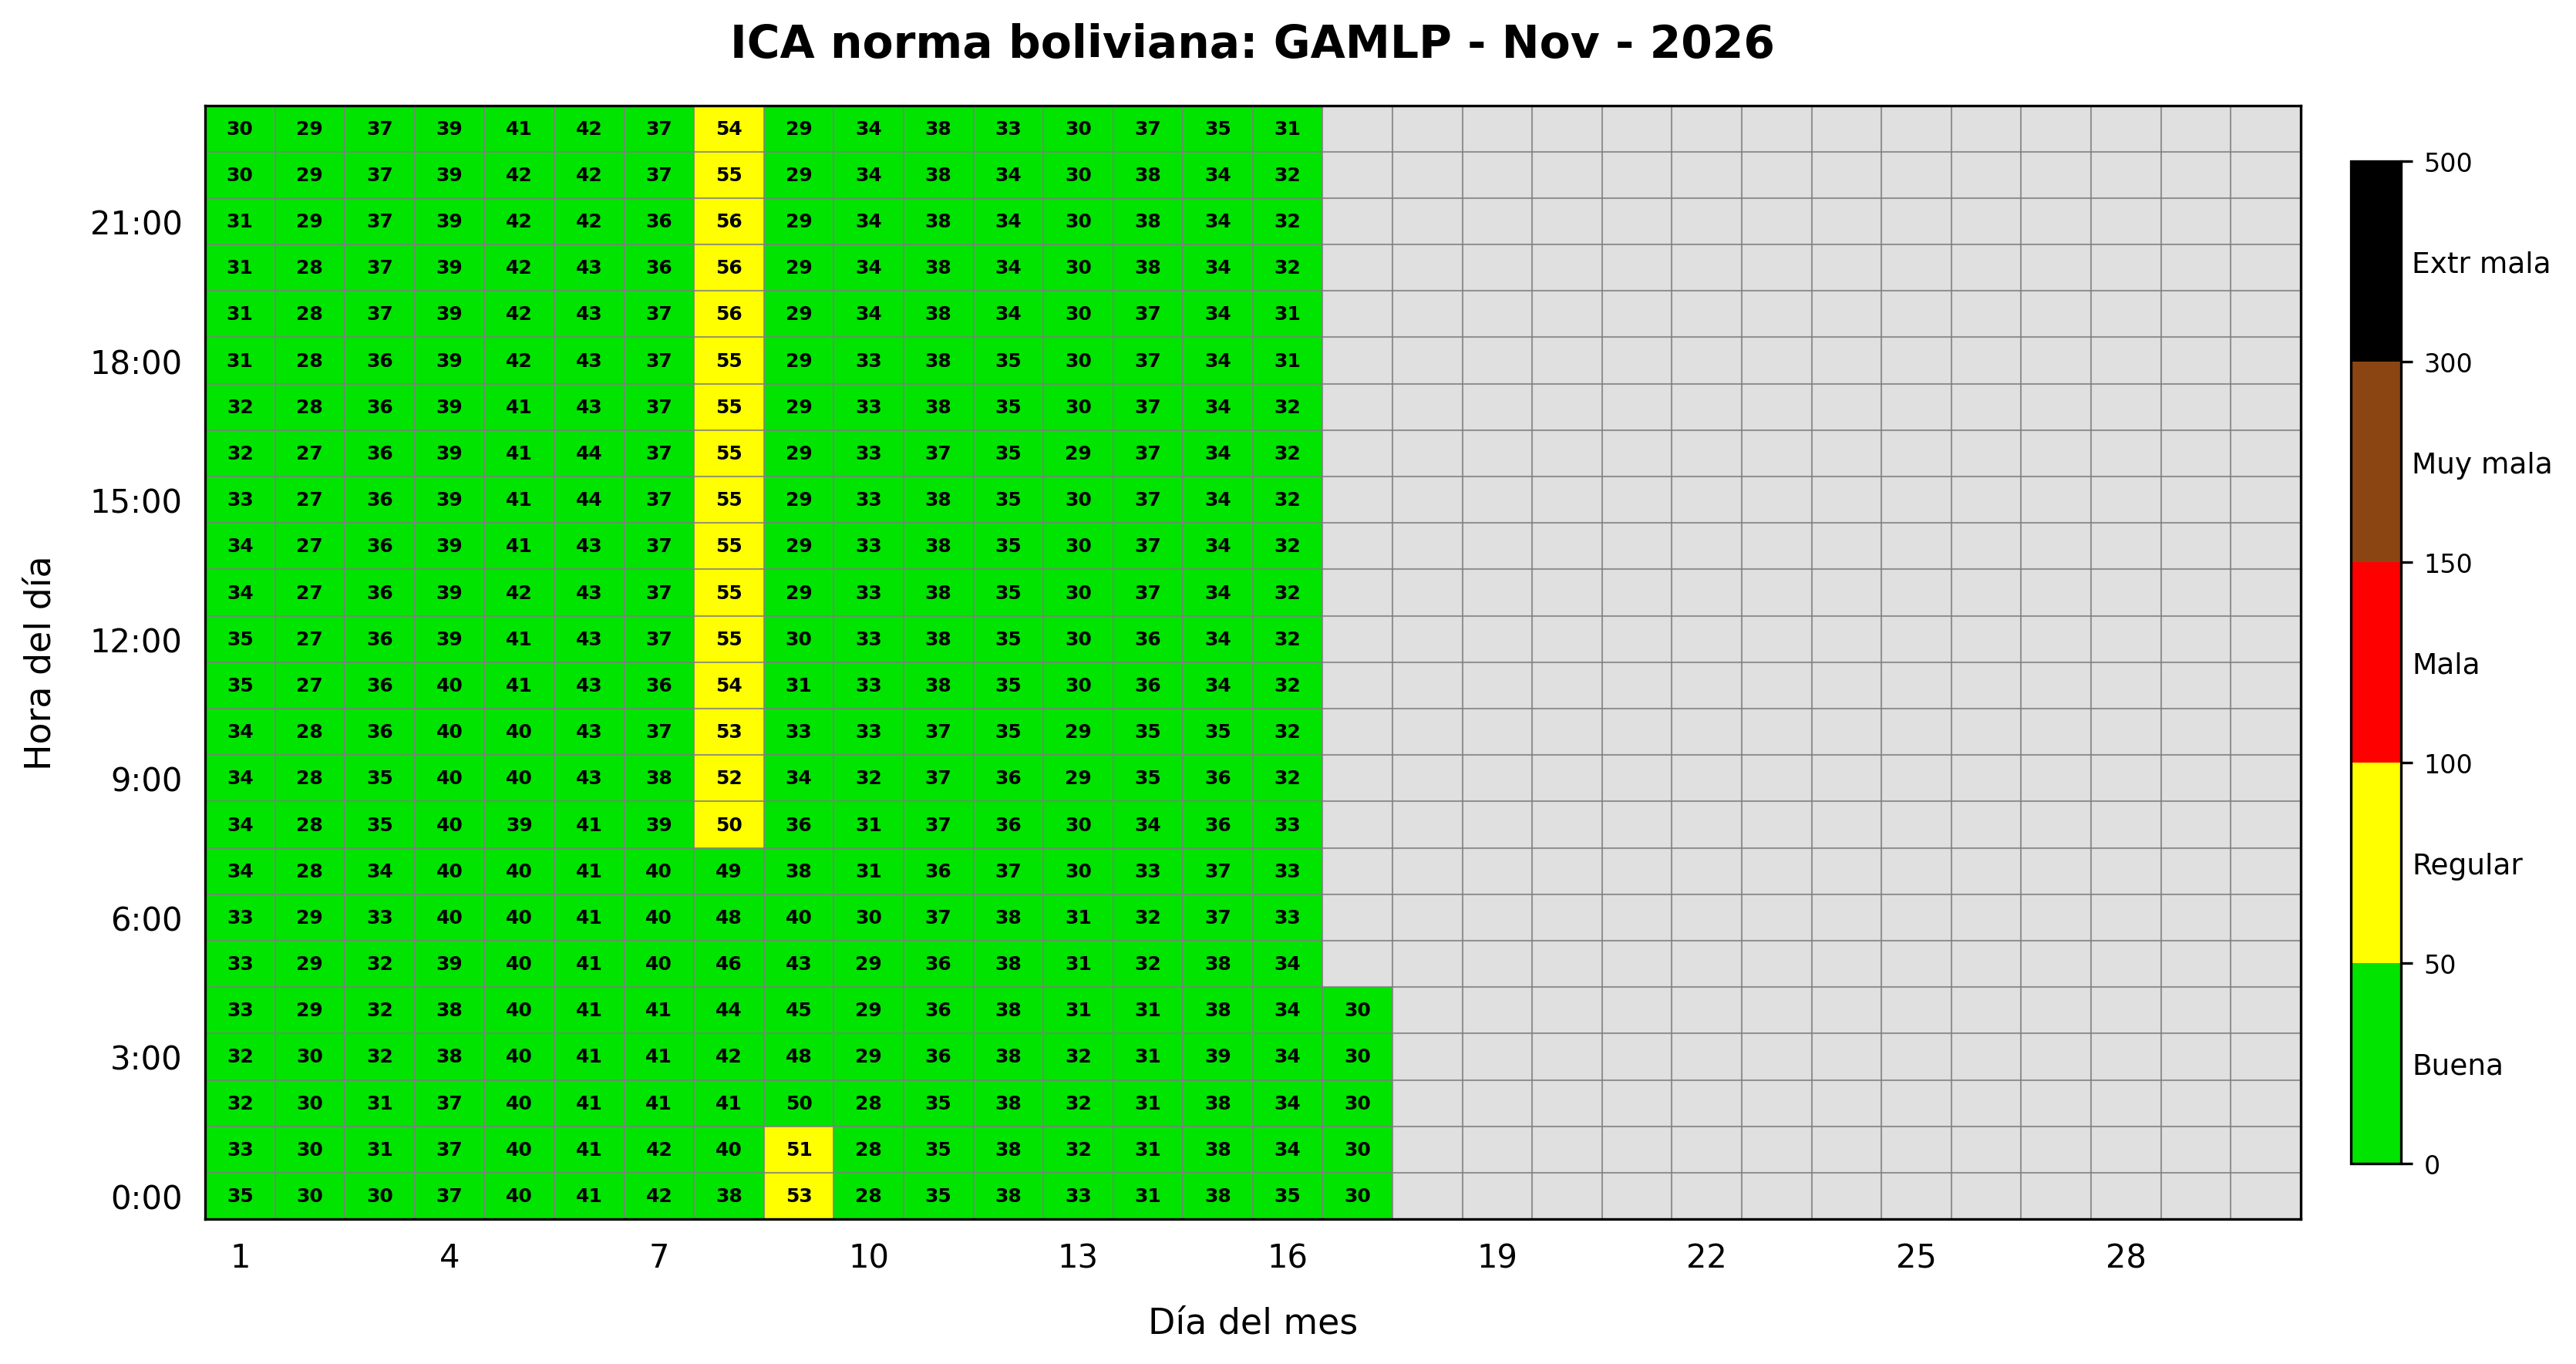 ICA norma boliviana: GAMLP - Nov - 2026
30 29 37 39 41 42 37 54 29 34 38 33 30 37 35 31
30 29 37 39 42 42 37 55 29 34 38 34 30 38 34 32
21:00 31 29 37 39 42 42 36 56 29 34 38 34 30 38 34 32
31 28 37 39 42 43 36 56 29 34 38 34 30 38 34 32
31 28 37 39 42 43 37 56 29 34 38 34 30 37 34 31
18:00 31 28 36 39 42 43 37 55 29 33 38 35 30 37 34 31
32 28 36 39 41 43 37 55 29 33 38 35 30 37 34 32
32 27 36 39 41 44 37 55 29 33 37 35 29 37 34 32
15:00 33 27 36 39 41 44 37 55 29 33 38 35 30 37 34 32
34 27 36 39 41 43 37 55 29 33 38 35 30 37 34 32
34 27 36 39 42 43 37 55 29 33 38 35 30 37 34 32
12:00 35 27 36 39 41 43 37 55 30 33 38 35 30 36 34 32
35 27 36 40 41 43 36 54 31 33 38 35 30 36 34 32
34 28 36 40 40 43 37 53 33 33 37 35 29 35 35 32
9:00 34 28 35 40 40 43 38 52 34 32 37 36 29 35 36 32
34 28 35 40 39 41 39 50 36 31 37 36 30 34 36 33
34 28 34 40 40 41 40 49 38 31 36 37 30 33 37 33
6:00 33 29 33 40 40 41 40 48 40 30 37 38 31 32 37 33
33 29 32 39 40 41 40 46 43 29 36 38 31 32 38 34
33 29 32 38 40 41 41 44 45 29 36 38 31 31 38 34 30
3:00 32 30 32 38 40 41 41 42 48 29 36 38 32 31 39 34 30
32 30 31 37 40 41 41 41 50 28 35 38 32 31 38 34 30
33 30 31 37 40 41 42 40 51 28 35 38 32 31 38 34 30
0:00 35 30 30 37 40 41 42 38 53 28 35 38 33 31 38 35 30
1 4 7 10 13 16 19 22 25 28
Día del mes
Hora del día
500
Extr mala
300
Muy mala
150
Mala
100
Regular
50
Buena
0